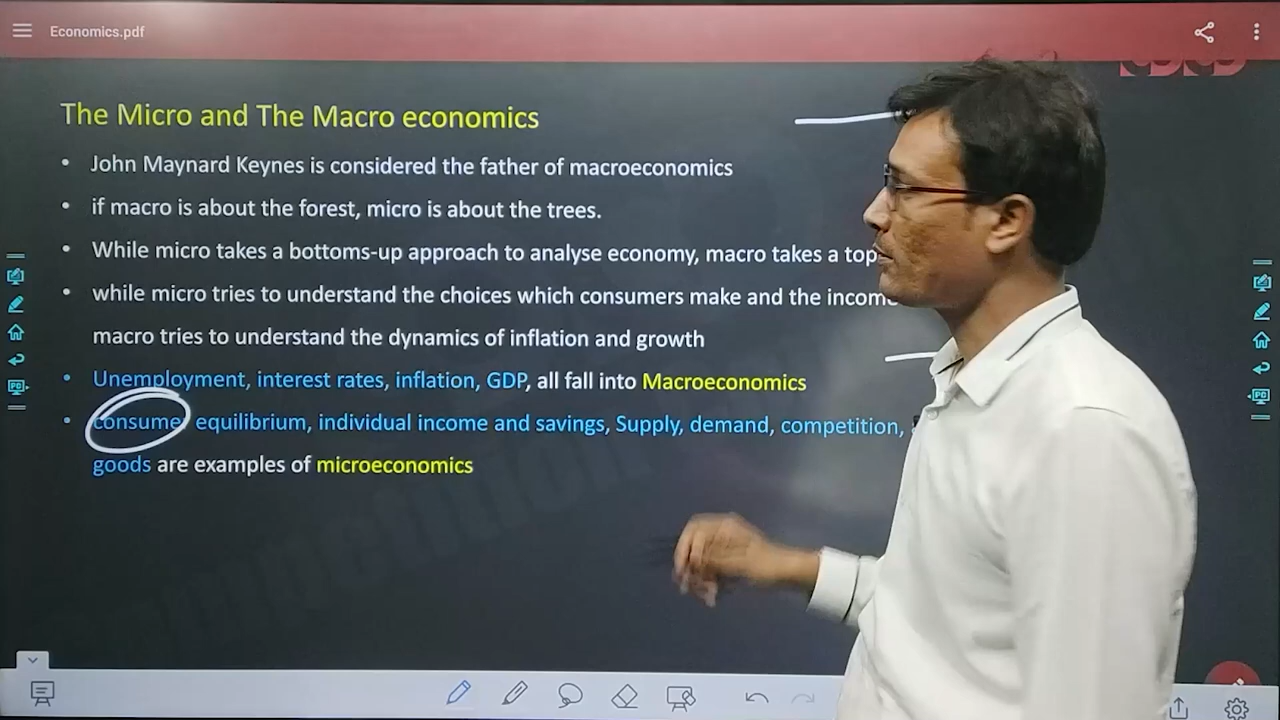 Economics.pdf
The Micro and The Macro economics
• John Maynard Keynes is considered the father of macroeconomics
• if macro is about the forest, micro is about the trees.
• While micro takes a bottoms-up approach to analyse economy, macro takes a top
• while micro tries to understand the choices which consumers make and the income
macro tries to understand the dynamics of inflation and growth
• Unemployment, interest rates, inflation, GDP, all fall into Macroeconomics
• consume equilibrium, individual income and savings, Supply, demand, competition,
goods are examples of microeconomics